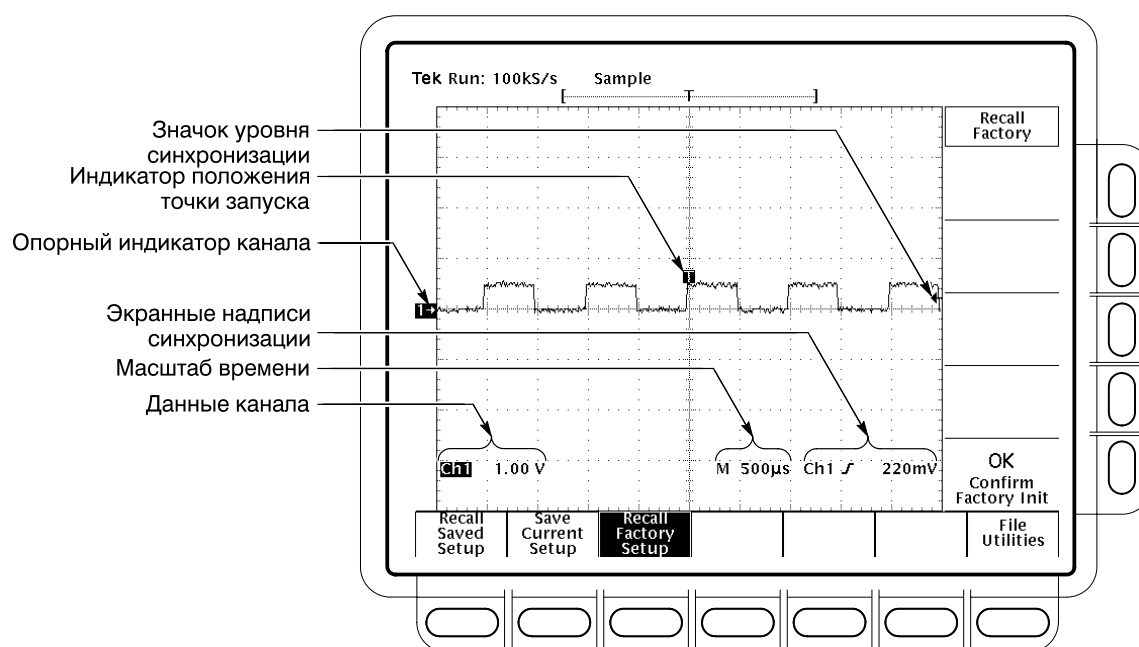 Tek Run: 100kS/s Sample
[ T ]
Значок уровня
синхронизации
Индикатор положения
точки запуска
Опорный индикатор канала
Экранные надписи
синхронизации
Масштаб времени
Данные канала
1→
Ch1 1.00 V
M 500µs
Ch1 220mV
Recall
Factory
OK
Confirm
Factory Init
Recall
Saved
Setup
Save
Current
Setup
Recall
Factory
Setup
File
Utilities